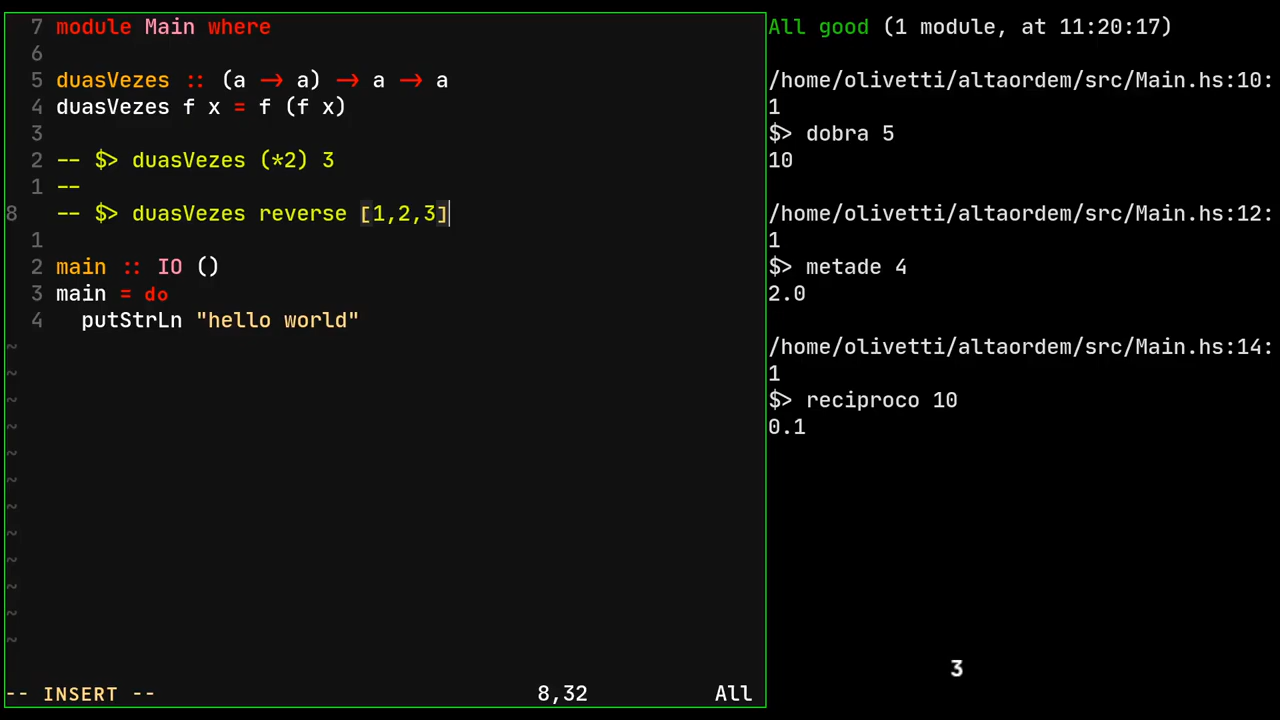 7 module Main where
6
5 duasVezes :: (a → a) → a → a
4 duasVezes f x = f (f x)
3
2 -- $> duasVezes (*2) 3
1 --
8 -- $> duasVezes reverse [1,2,3]
1
2 main :: IO ()
3 main = do
4 putStrLn "hello world"
~
~
~
~
~
~
~
~
~
~
~
~
-- INSERT -- 8,32 All
All good (1 module, at 11:20:17)
/home/olivetti/altaordem/src/Main.hs:10:
1
$> dobra 5
10
/home/olivetti/altaordem/src/Main.hs:12:
1
$> metade 4
2.0
/home/olivetti/altaordem/src/Main.hs:14:
1
$> reciproco 10
0.1
3